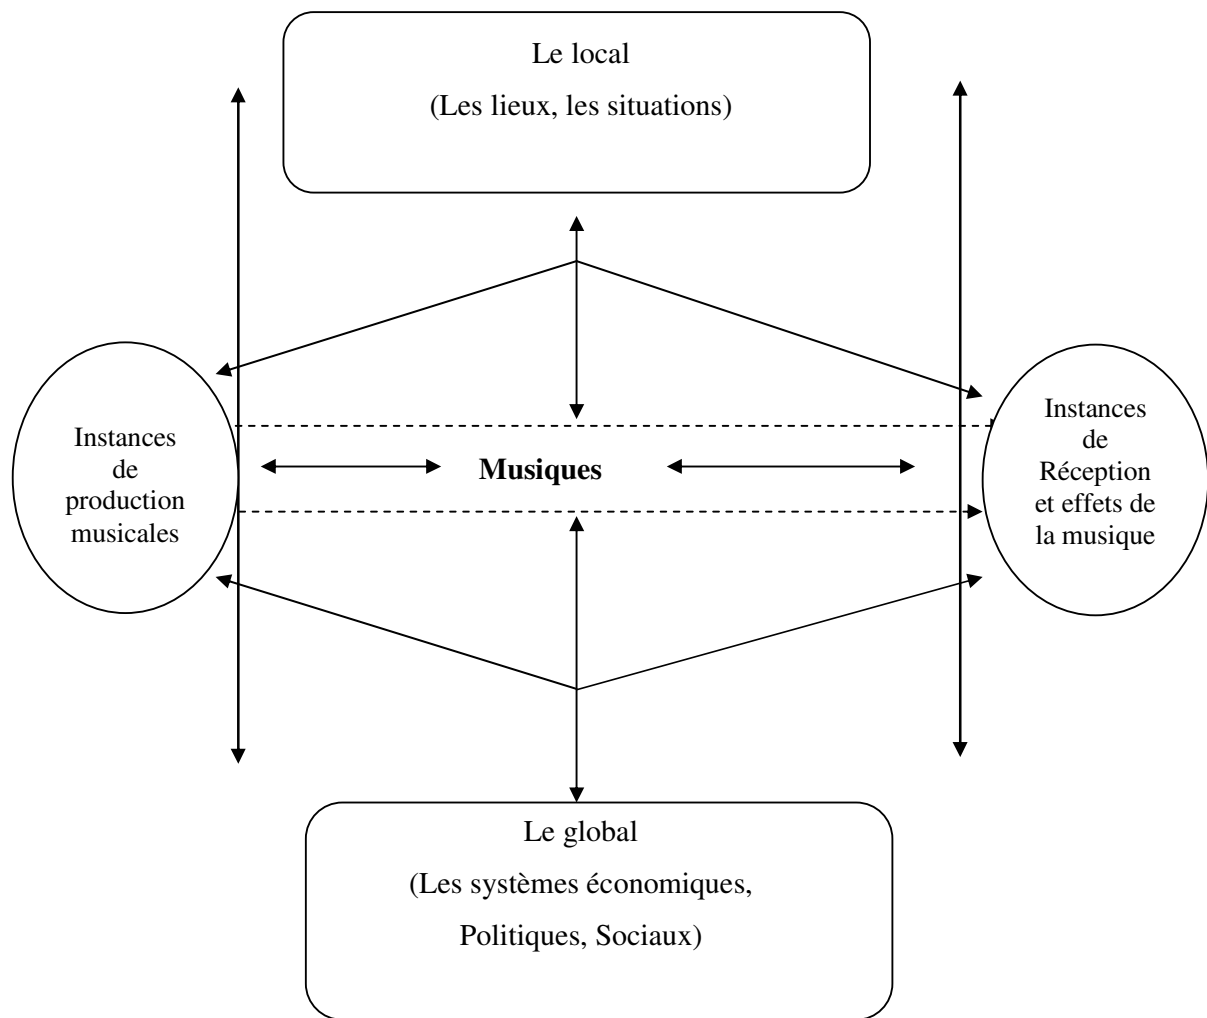 Le local
(Les lieux, les situations)
Instances
de
production
musicales
Musiques
Instances
de
Réception
et effets de
la musique
Le global
(Les systèmes économiques,
Politiques, Sociaux)